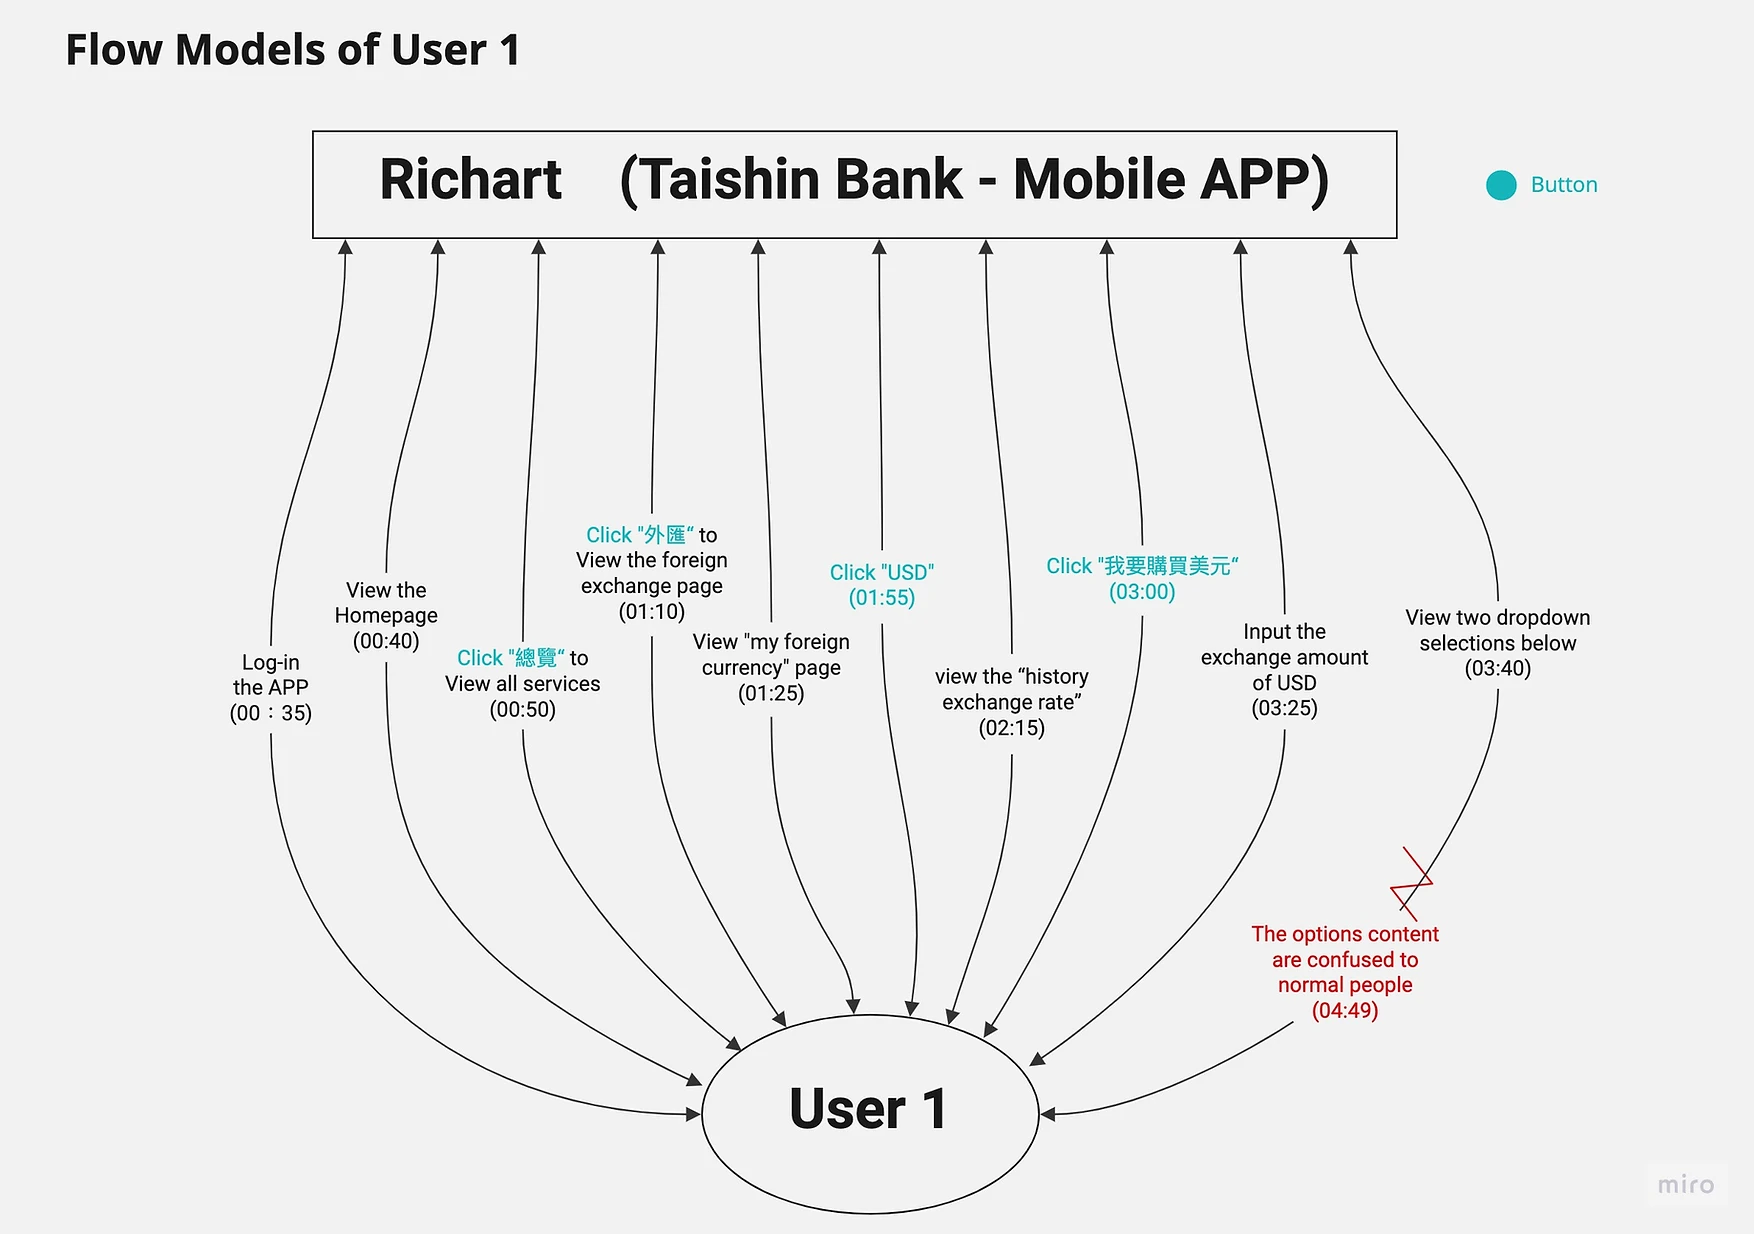 Flow Models of User 1
Richart (Taishin Bank - Mobile APP)
Button
Log-in
the APP
(00：35)
View the
Homepage
(00:40)
Click "總覽“ to
View all services
(00:50)
Click "外匯“ to
View the foreign
exchange page
(01:10)
View "my foreign
currency" page
(01:25)
Click "USD"
(01:55)
view the “history
exchange rate”
(02:15)
Click "我要購買美元“
(03:00)
Input the
exchange amount
of USD
(03:25)
View two dropdown
selections below
(03:40)
The options content
are confused to
normal people
(04:49)
User 1
miro